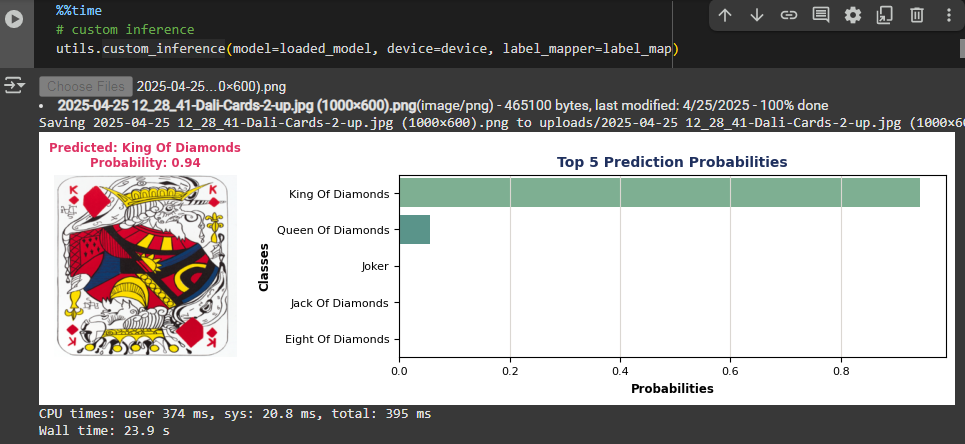 %%time
# custom inference
utils.custom_inference(model=loaded_model, device=device, label_mapper=label_map)
Choose Files 2025-04-25...0×600).png
• 2025-04-25 12_28_41-Dali-Cards-2-up.jpg (1000×600).png(image/png) - 465100 bytes, last modified: 4/25/2025 - 100% done
Saving 2025-04-25 12_28_41-Dali-Cards-2-up.jpg (1000×600).png to uploads/2025-04-25 12_28_41-Dali-Cards-2-up.jpg (1000×6
Predicted: King Of Diamonds
Probability: 0.94
K
K
K
K
Top 5 Prediction Probabilities
Classes
King Of Diamonds
Queen Of Diamonds
Joker
Jack Of Diamonds
Eight Of Diamonds
0.0 0.2 0.4 0.6 0.8
Probabilities
CPU times: user 374 ms, sys: 20.8 ms, total: 395 ms
Wall time: 23.9 s